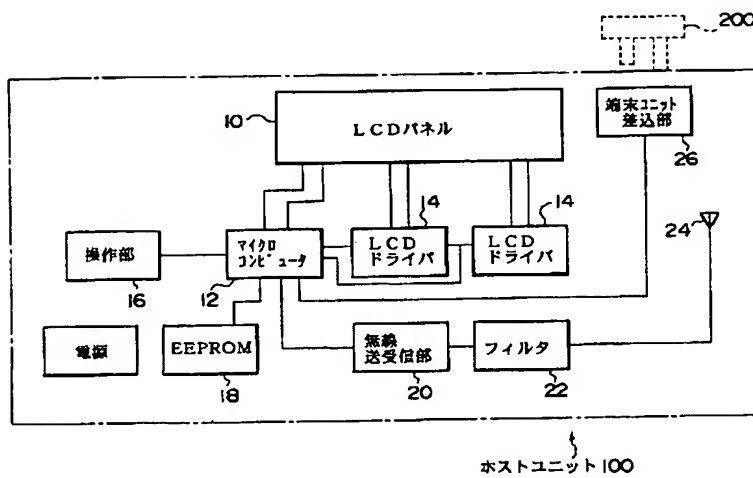 200
10
LCDパネル
端末ユニット
差込部
26
14
14
24
操作部
16
マイクロ
コンピュータ
12
LCD
ドライバ
LCD
ドライバ
電源
EEPROM
18
無線
送受信部
20
フィルタ
22
ホストユニット100